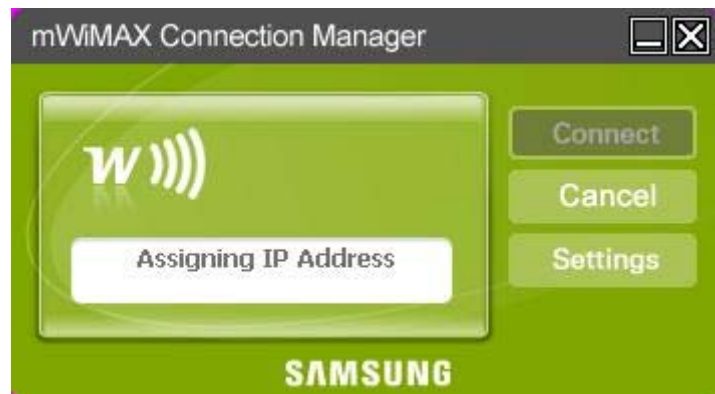 mWiMAX Connection Manager
Connect
w
Cancel
Assigning IP Address
Settings
SAMSUNG